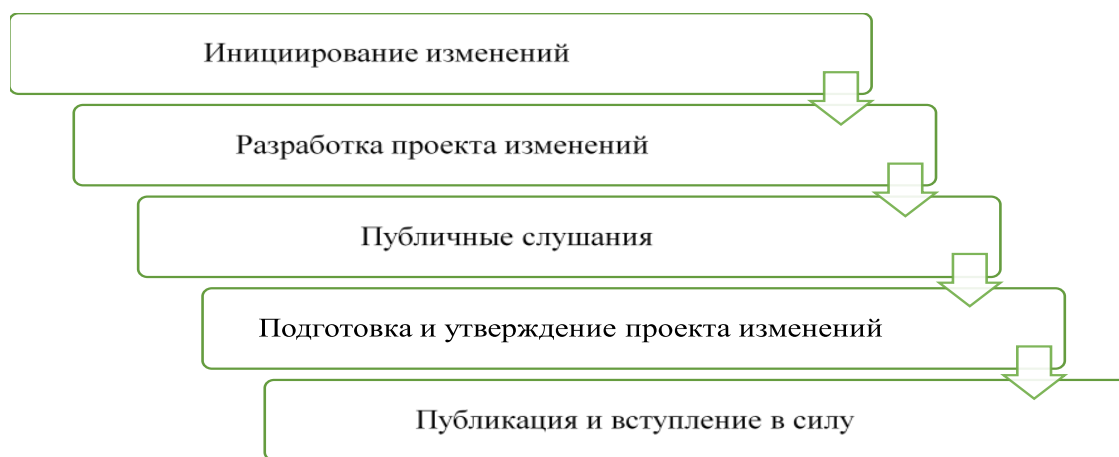 Инициирование изменений
Разработка проекта изменений
Публичные слушания
Подготовка и утверждение проекта изменений
Публикация и вступление в силу